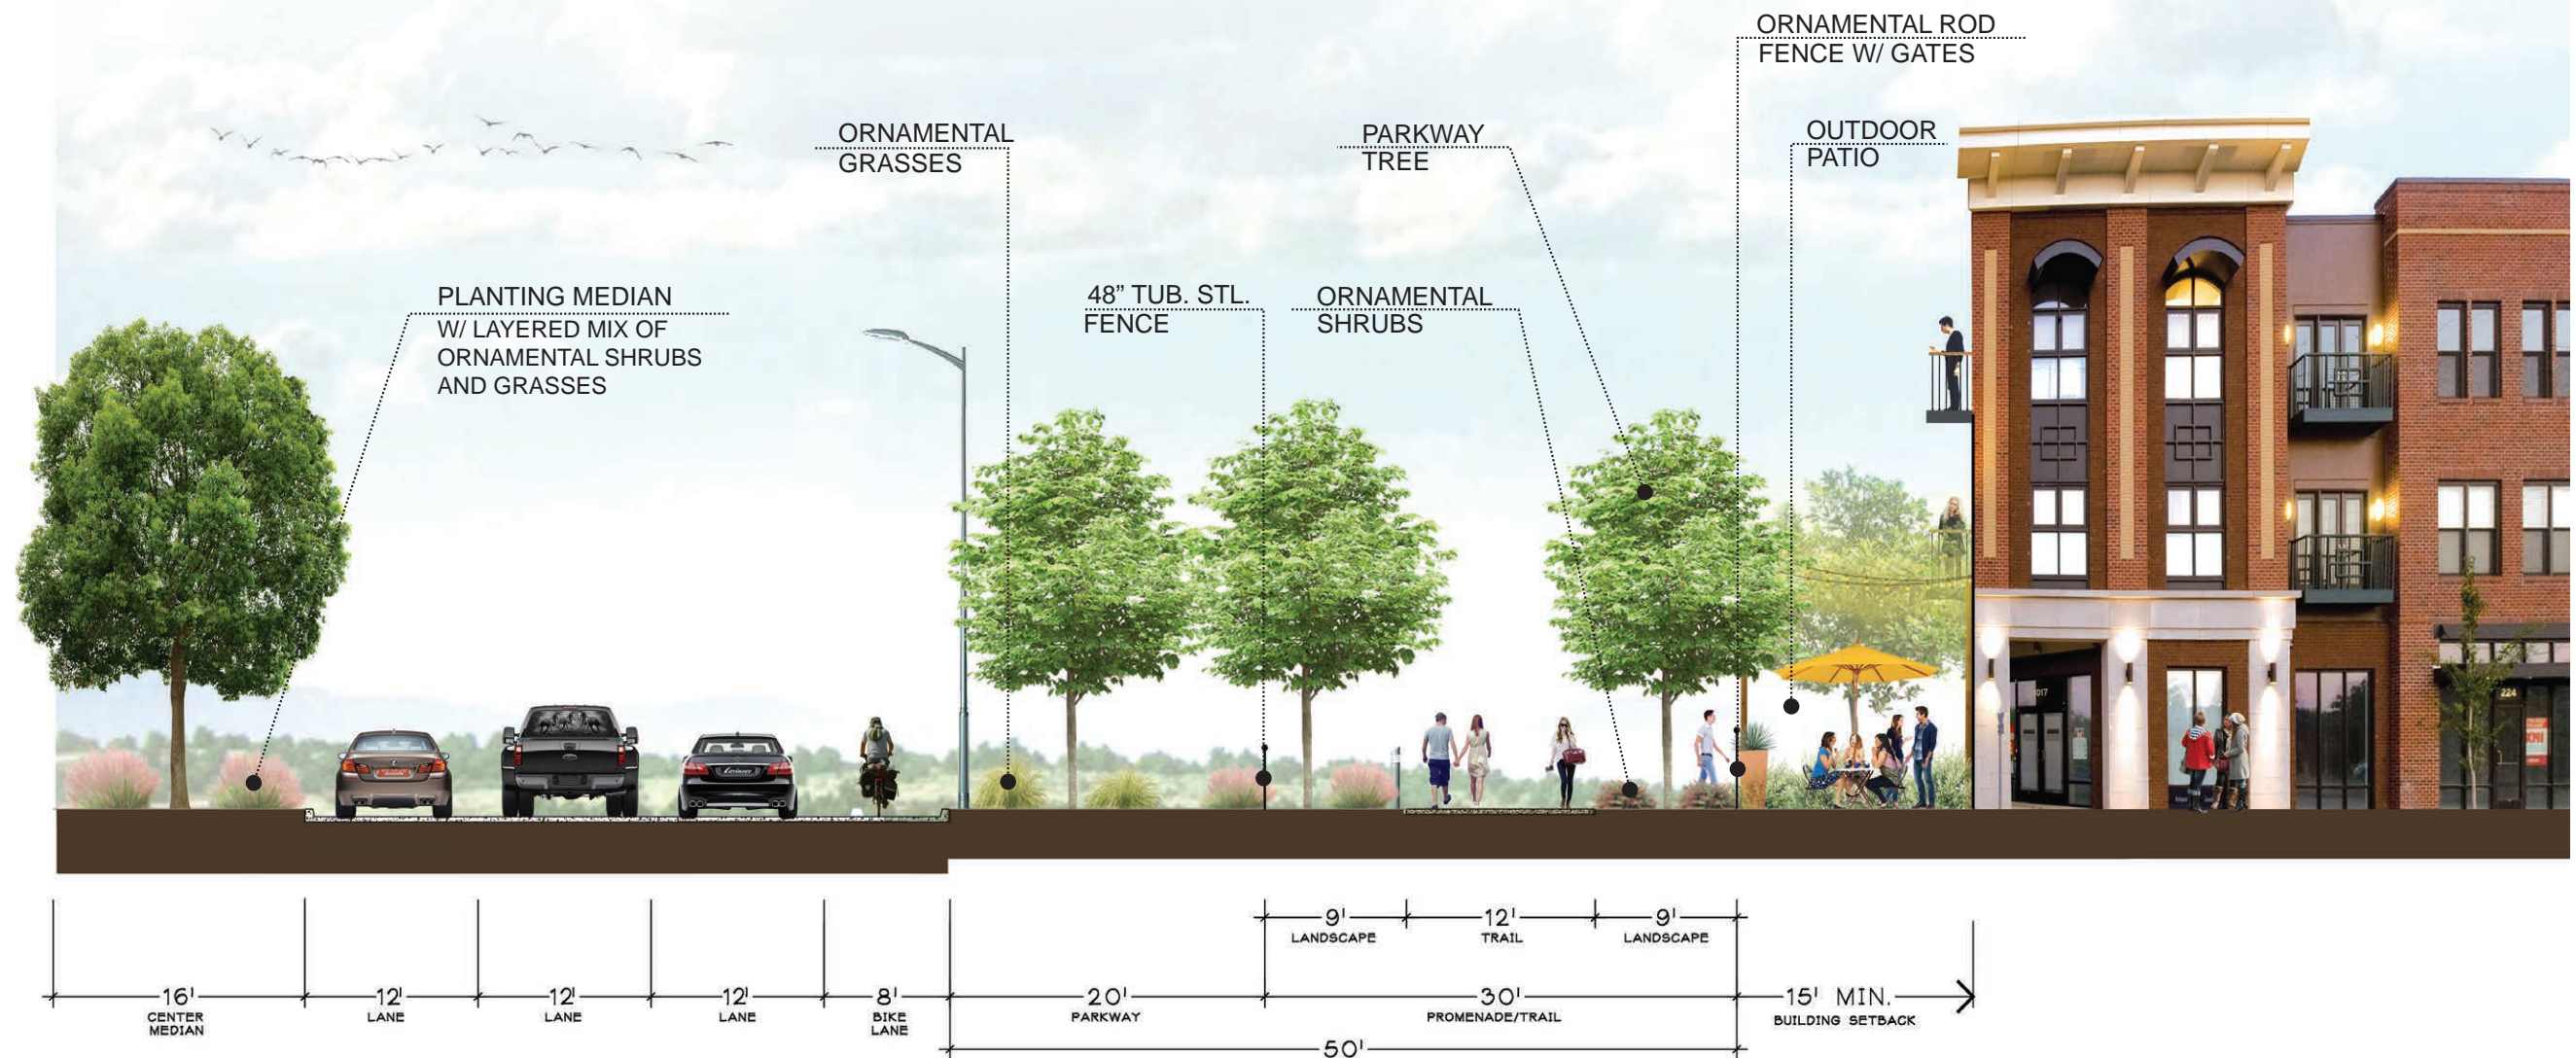 ORNAMENTAL ROD
FENCE W/ GATES
ORNAMENTAL
GRASSES
PARKWAY
TREE
OUTDOOR
PATIO
PLANTING MEDIAN
W/ LAYERED MIX OF
ORNAMENTAL SHRUBS
AND GRASSES
48” TUB. STL.
FENCE
ORNAMENTAL
SHRUBS
1017
224
9'
LANDSCAPE
12'
TRAIL
9'
LANDSCAPE
16'
CENTER
MEDIAN
12'
LANE
12'
LANE
12'
LANE
8'
BIKE
LANE
20'
PARKWAY
30'
PROMENADE/TRAIL
15' MIN.
BUILDING SETBACK
50'